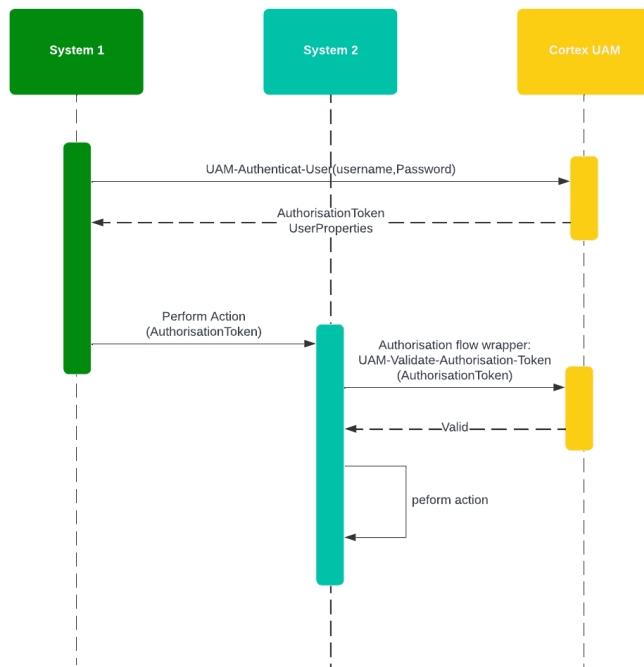 System 1
System 2
Cortex UAM
UAM-Authenticat-User(username,Password)
AuthorisationToken
UserProperties
Perform Action
(AuthorisationToken)
Authorisation flow wrapper:
UAM-Validate-Authorisation-Token
(AuthorisationToken)
Valid
peform action